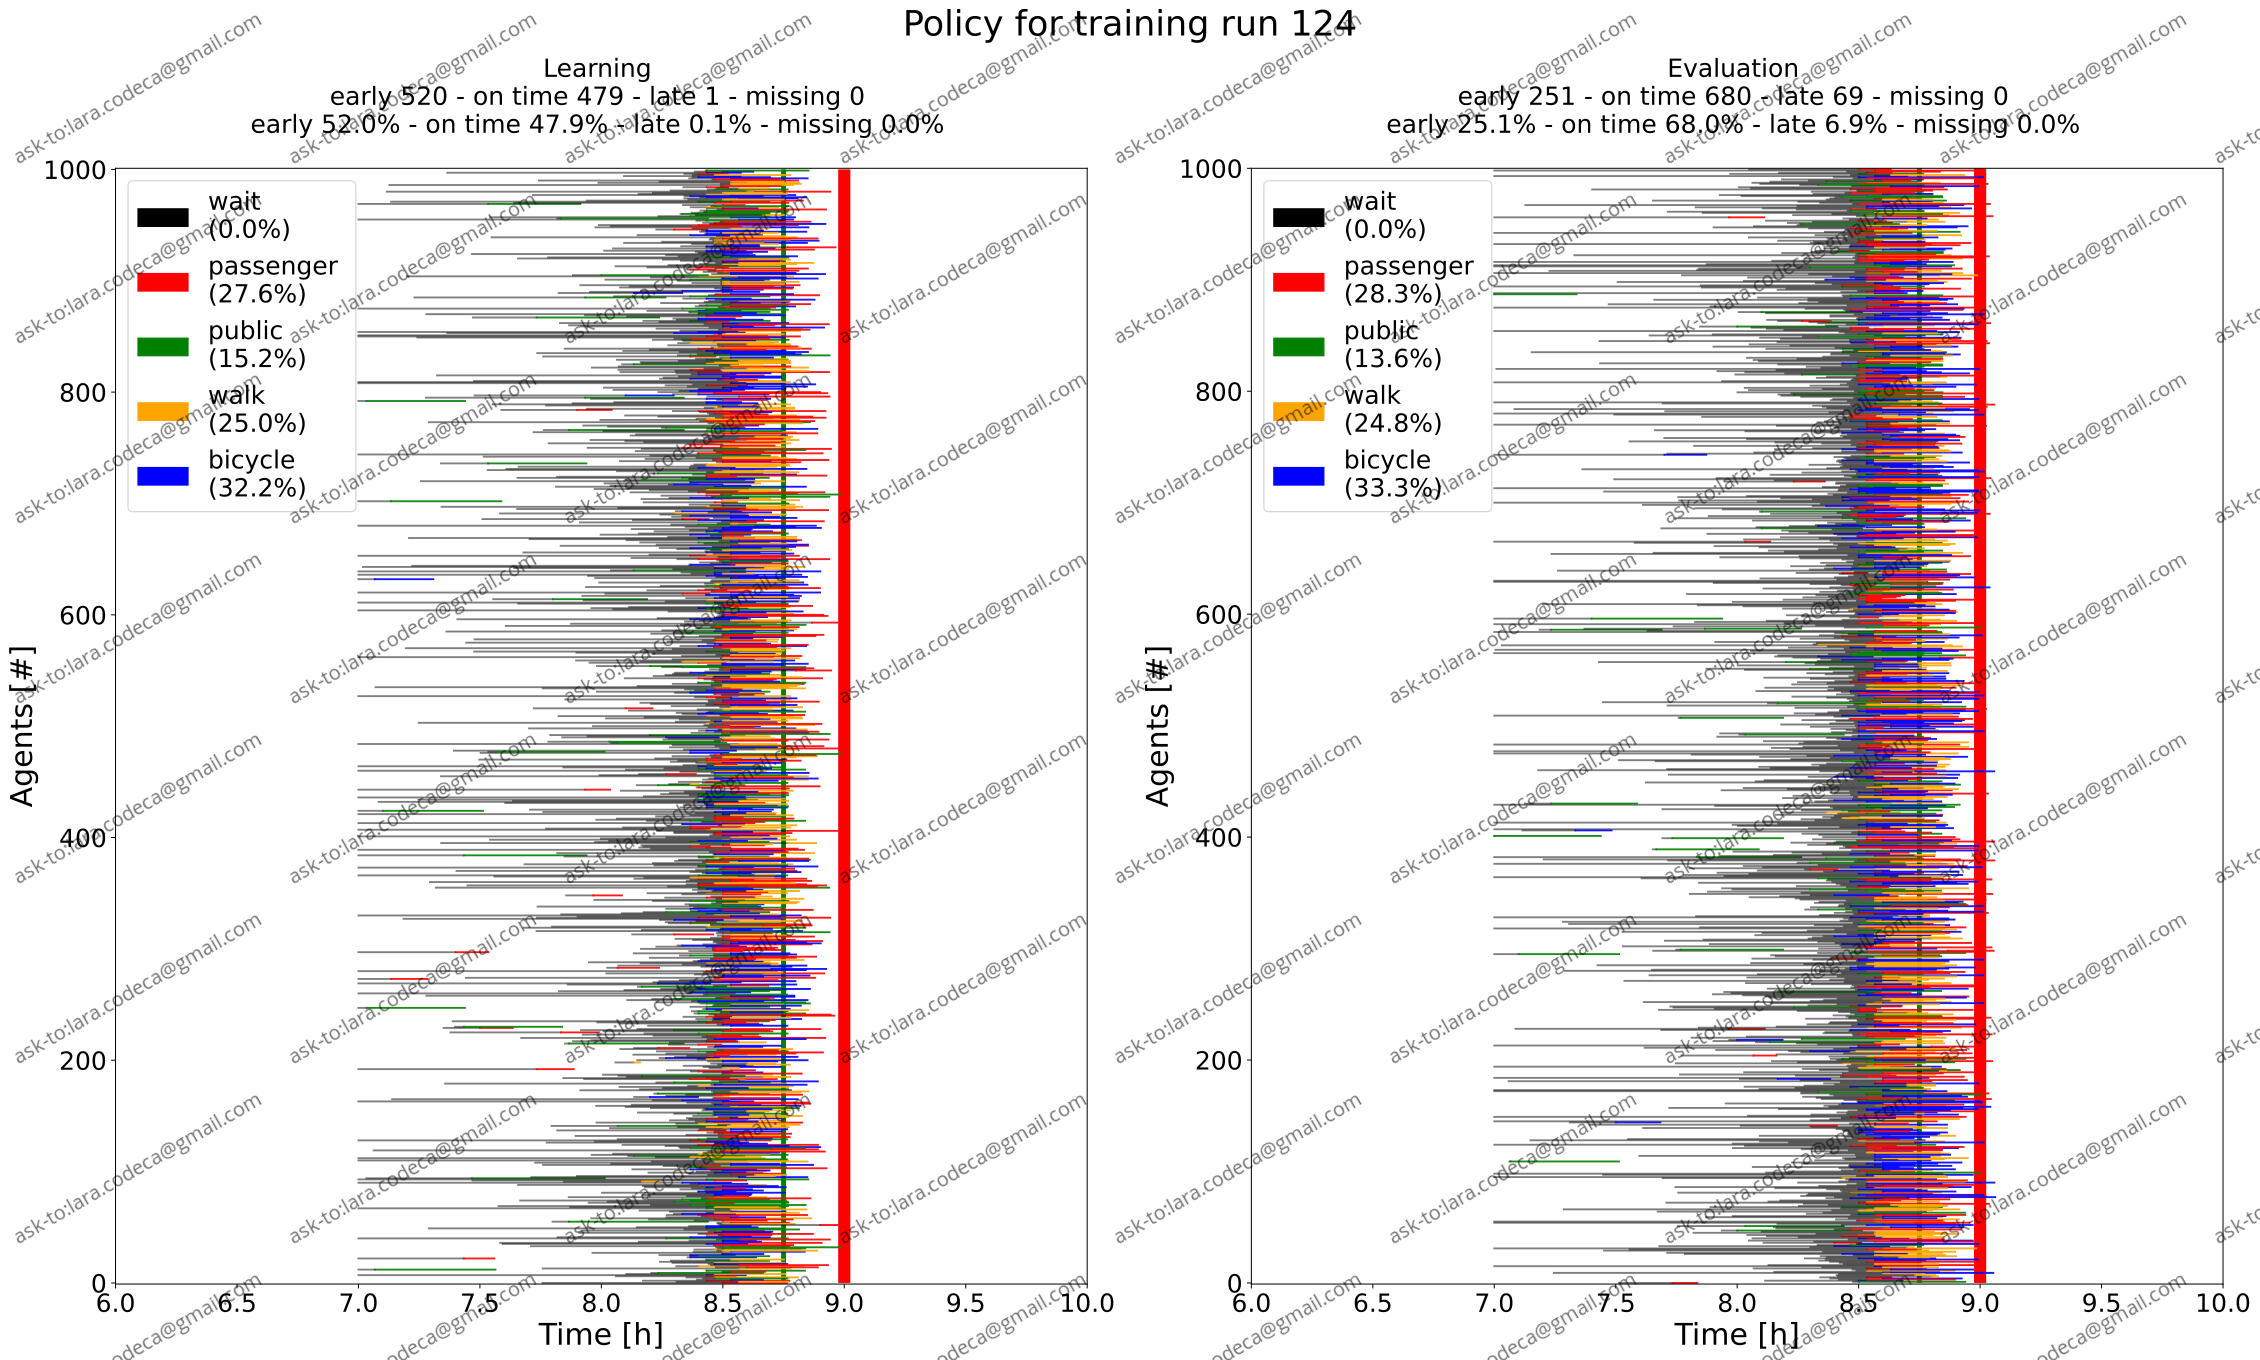 Policy for training run 124
Learning
early 520 - on time 479 - late 1 - missing 0
early 52.0% - on time 47.9% - late 0.1% - missing 0.0%
1000
800
600
400
200
0
Agents [#]
wait
(0.0%)
passenger
(27.6%)
public
(15.2%)
walk
(25.0%)
bicycle
(32.2%)
6.0 6.5 7.0 7.5 8.0 8.5 9.0 9.5 10.0
Time [h]
Evaluation
early 251 - on time 680 - late 69 - missing 0
early 25.1% - on time 68.0% - late 6.9% - missing 0.0%
1000
800
600
400
200
0
Agents [#]
wait
(0.0%)
passenger
(28.3%)
public
(13.6%)
walk
(24.8%)
bicycle
(33.3%)
6.0 6.5 7.0 7.5 8.0 8.5 9.0 9.5 10.0
Time [h]
ask-to:lara.codeca@gmail.com